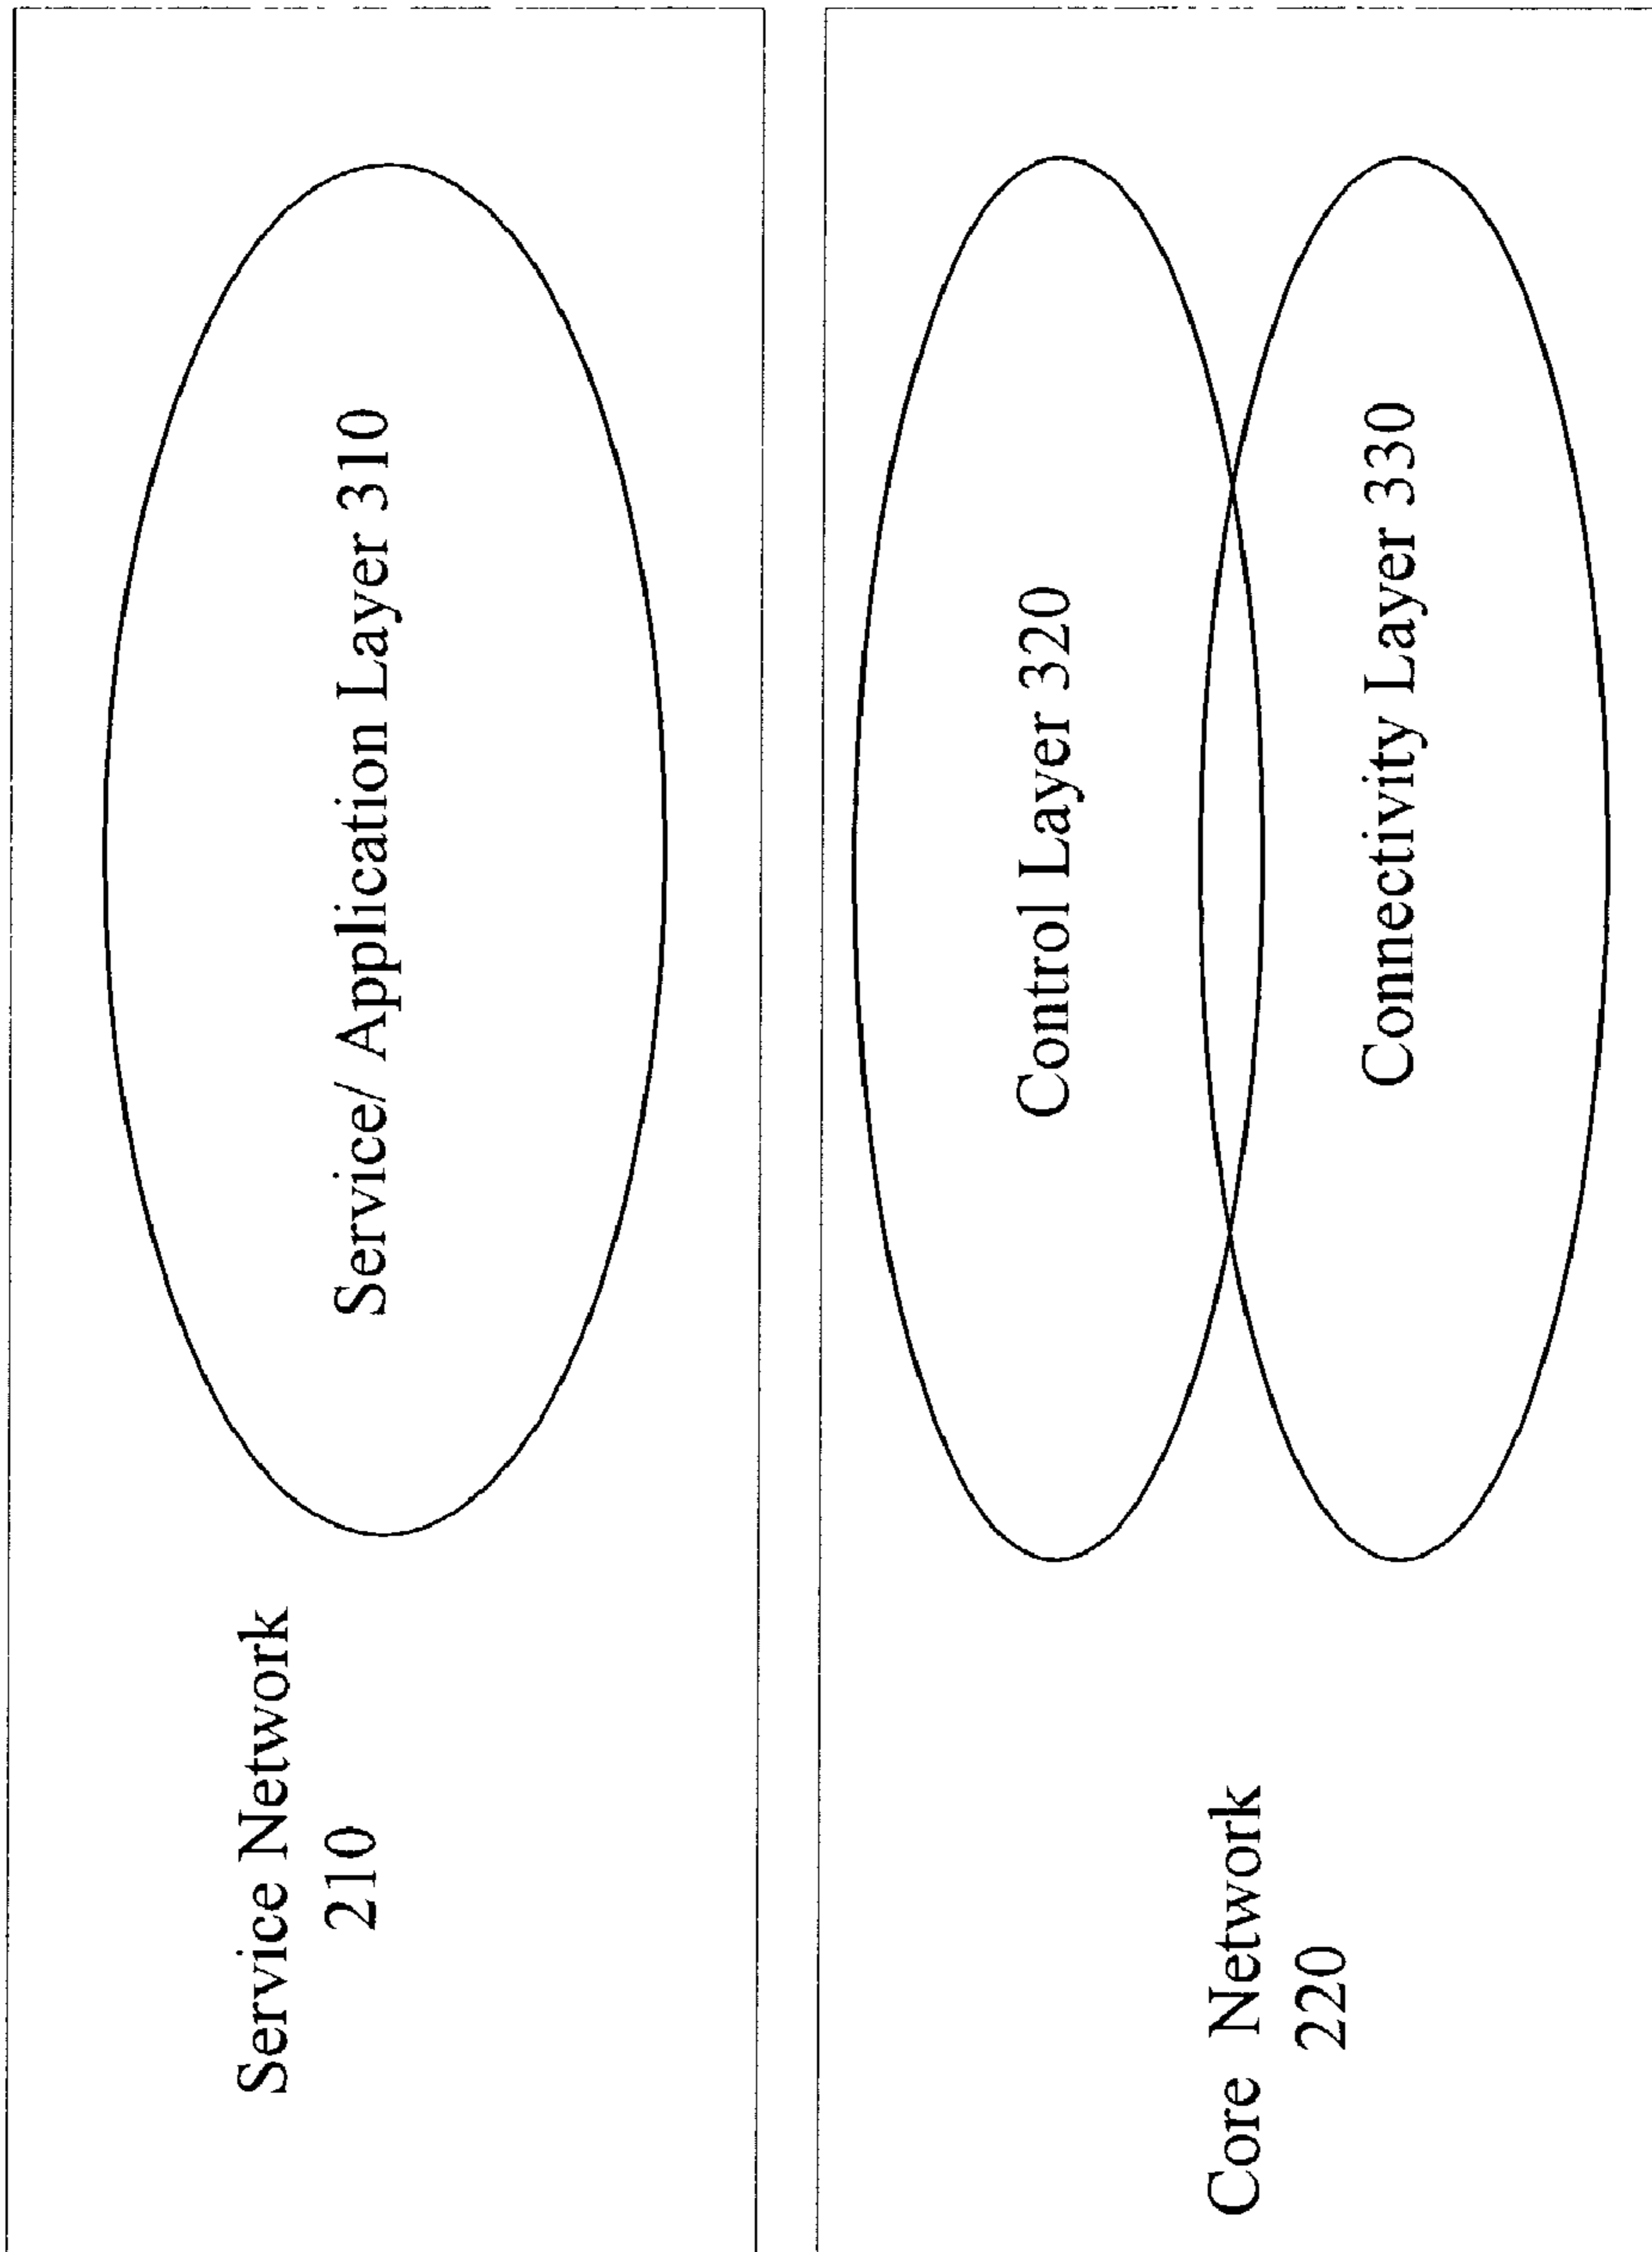 Service Network
210
Service/ Application Layer 310
Core Network
220
Control Layer 320
Connectivity Layer 330